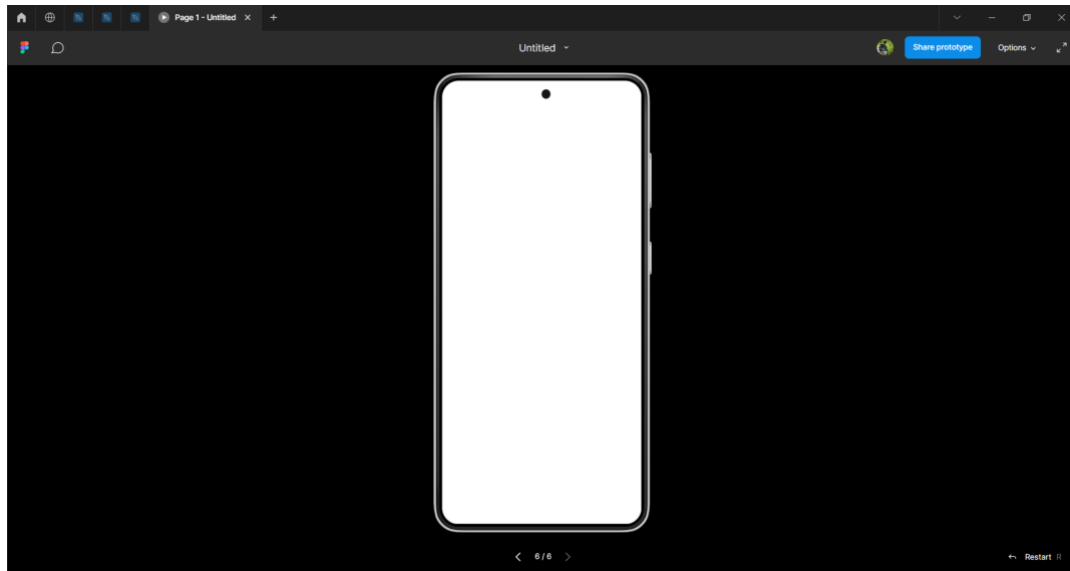 Page 1 - Untitled
Untitled
Share prototype
Options
6 / 6
Restart R